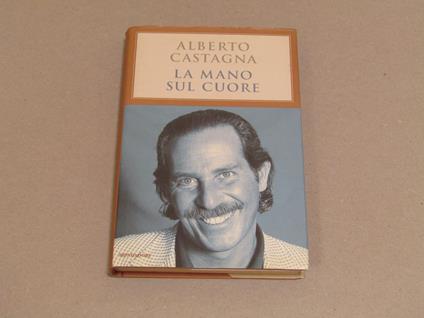 ALBERTO
CASTAGNA
LA MANO
SUL CUORE